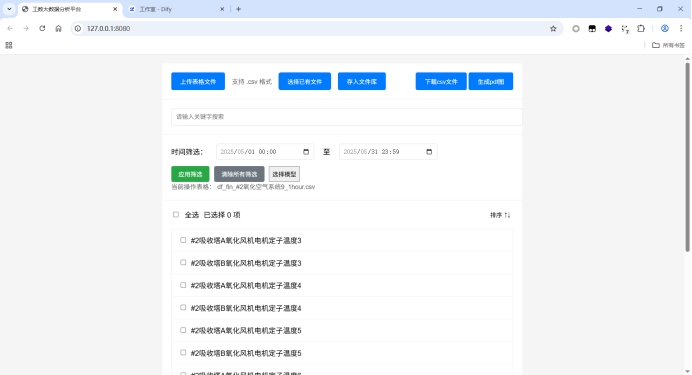 工数大数据分析平台
工作室 - Dify
127.0.0.1:8080
所有书签
上传表格文件 支持 .csv 格式 选择已有文件 存入文件库 下载csv文件 生成pdf图
请输入关键字搜索
时间筛选： 2025/05/01 00:00 至 2025/05/31 23:59
应用筛选 清除所有筛选 选择模型
当前操作表格： df_fin_#2氧化空气系统9_1hour.csv
全选 已选择 0 项 排序 ↑↓
#2吸收塔A氧化风机电机定子温度3
#2吸收塔B氧化风机电机定子温度3
#2吸收塔A氧化风机电机定子温度4
#2吸收塔B氧化风机电机定子温度4
#2吸收塔A氧化风机电机定子温度5
#2吸收塔B氧化风机电机定子温度5